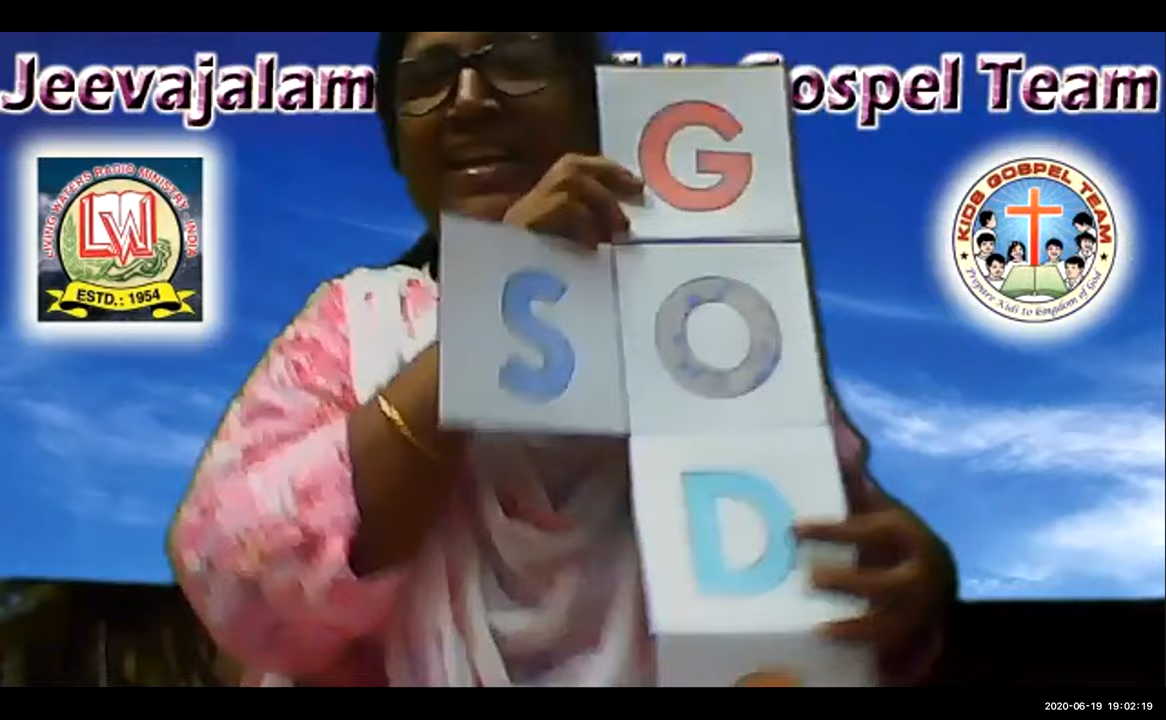 Jeevajalam
Gospel Team
LIVING WATERS RADIO MINISTRY - INDIA
LW
ESTD.: 1954
KIDS GOSPEL TEAM
Prepare Kids to Kingdom of God
G
S O
D
2020-06-19 19:02:19